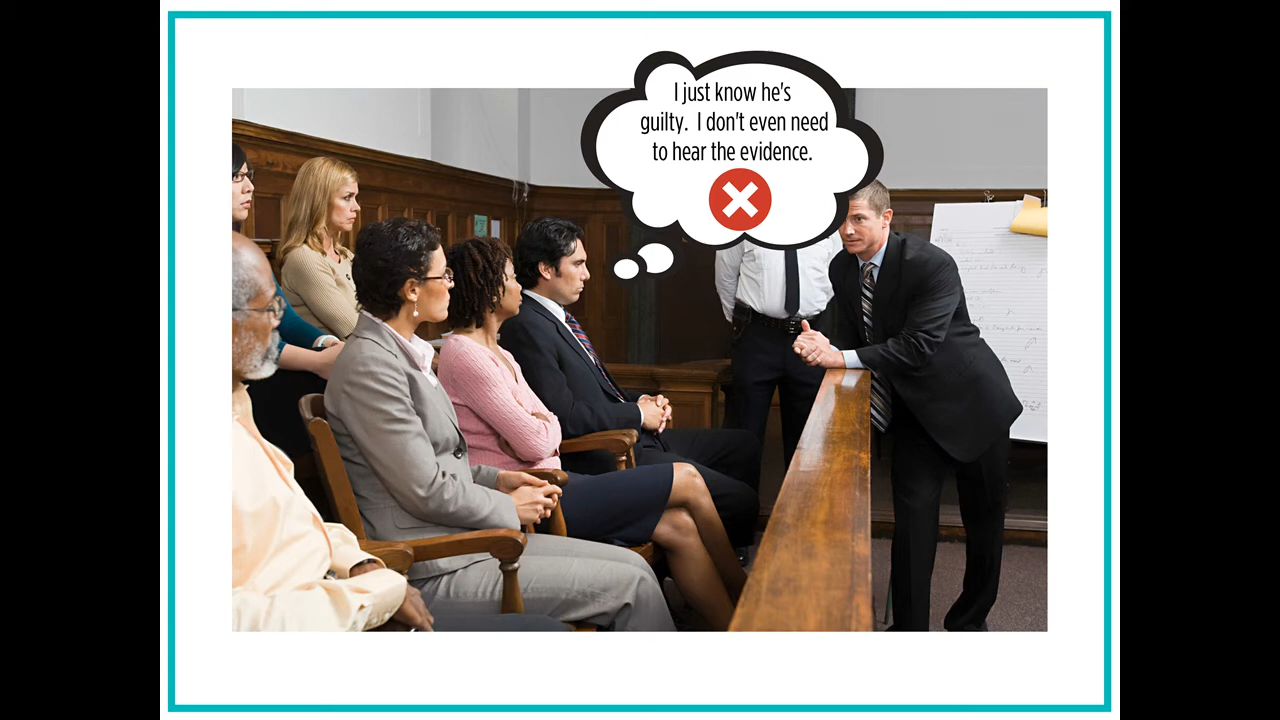 I just know he's
guilty.  I don't even need
to hear the evidence.